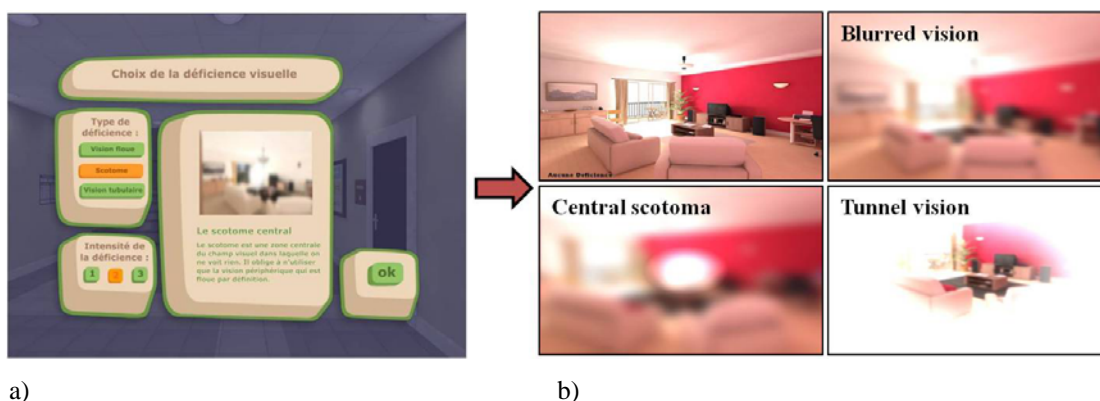 Choix de la déficience visuelle
Type de
déficience :
Vision floue
Scotome
Vision tubulaire
Intensité de
la déficience :
1 2 3
Le scotome central
Le scotome est une zone centrale
du champ visuel dans laquelle on
ne voit rien. Il oblige à n'utiliser
que la vision périphérique qui est
floue par définition.
ok
a)
Aucune Déficience
Blurred vision
Central scotoma
Tunnel vision
b)